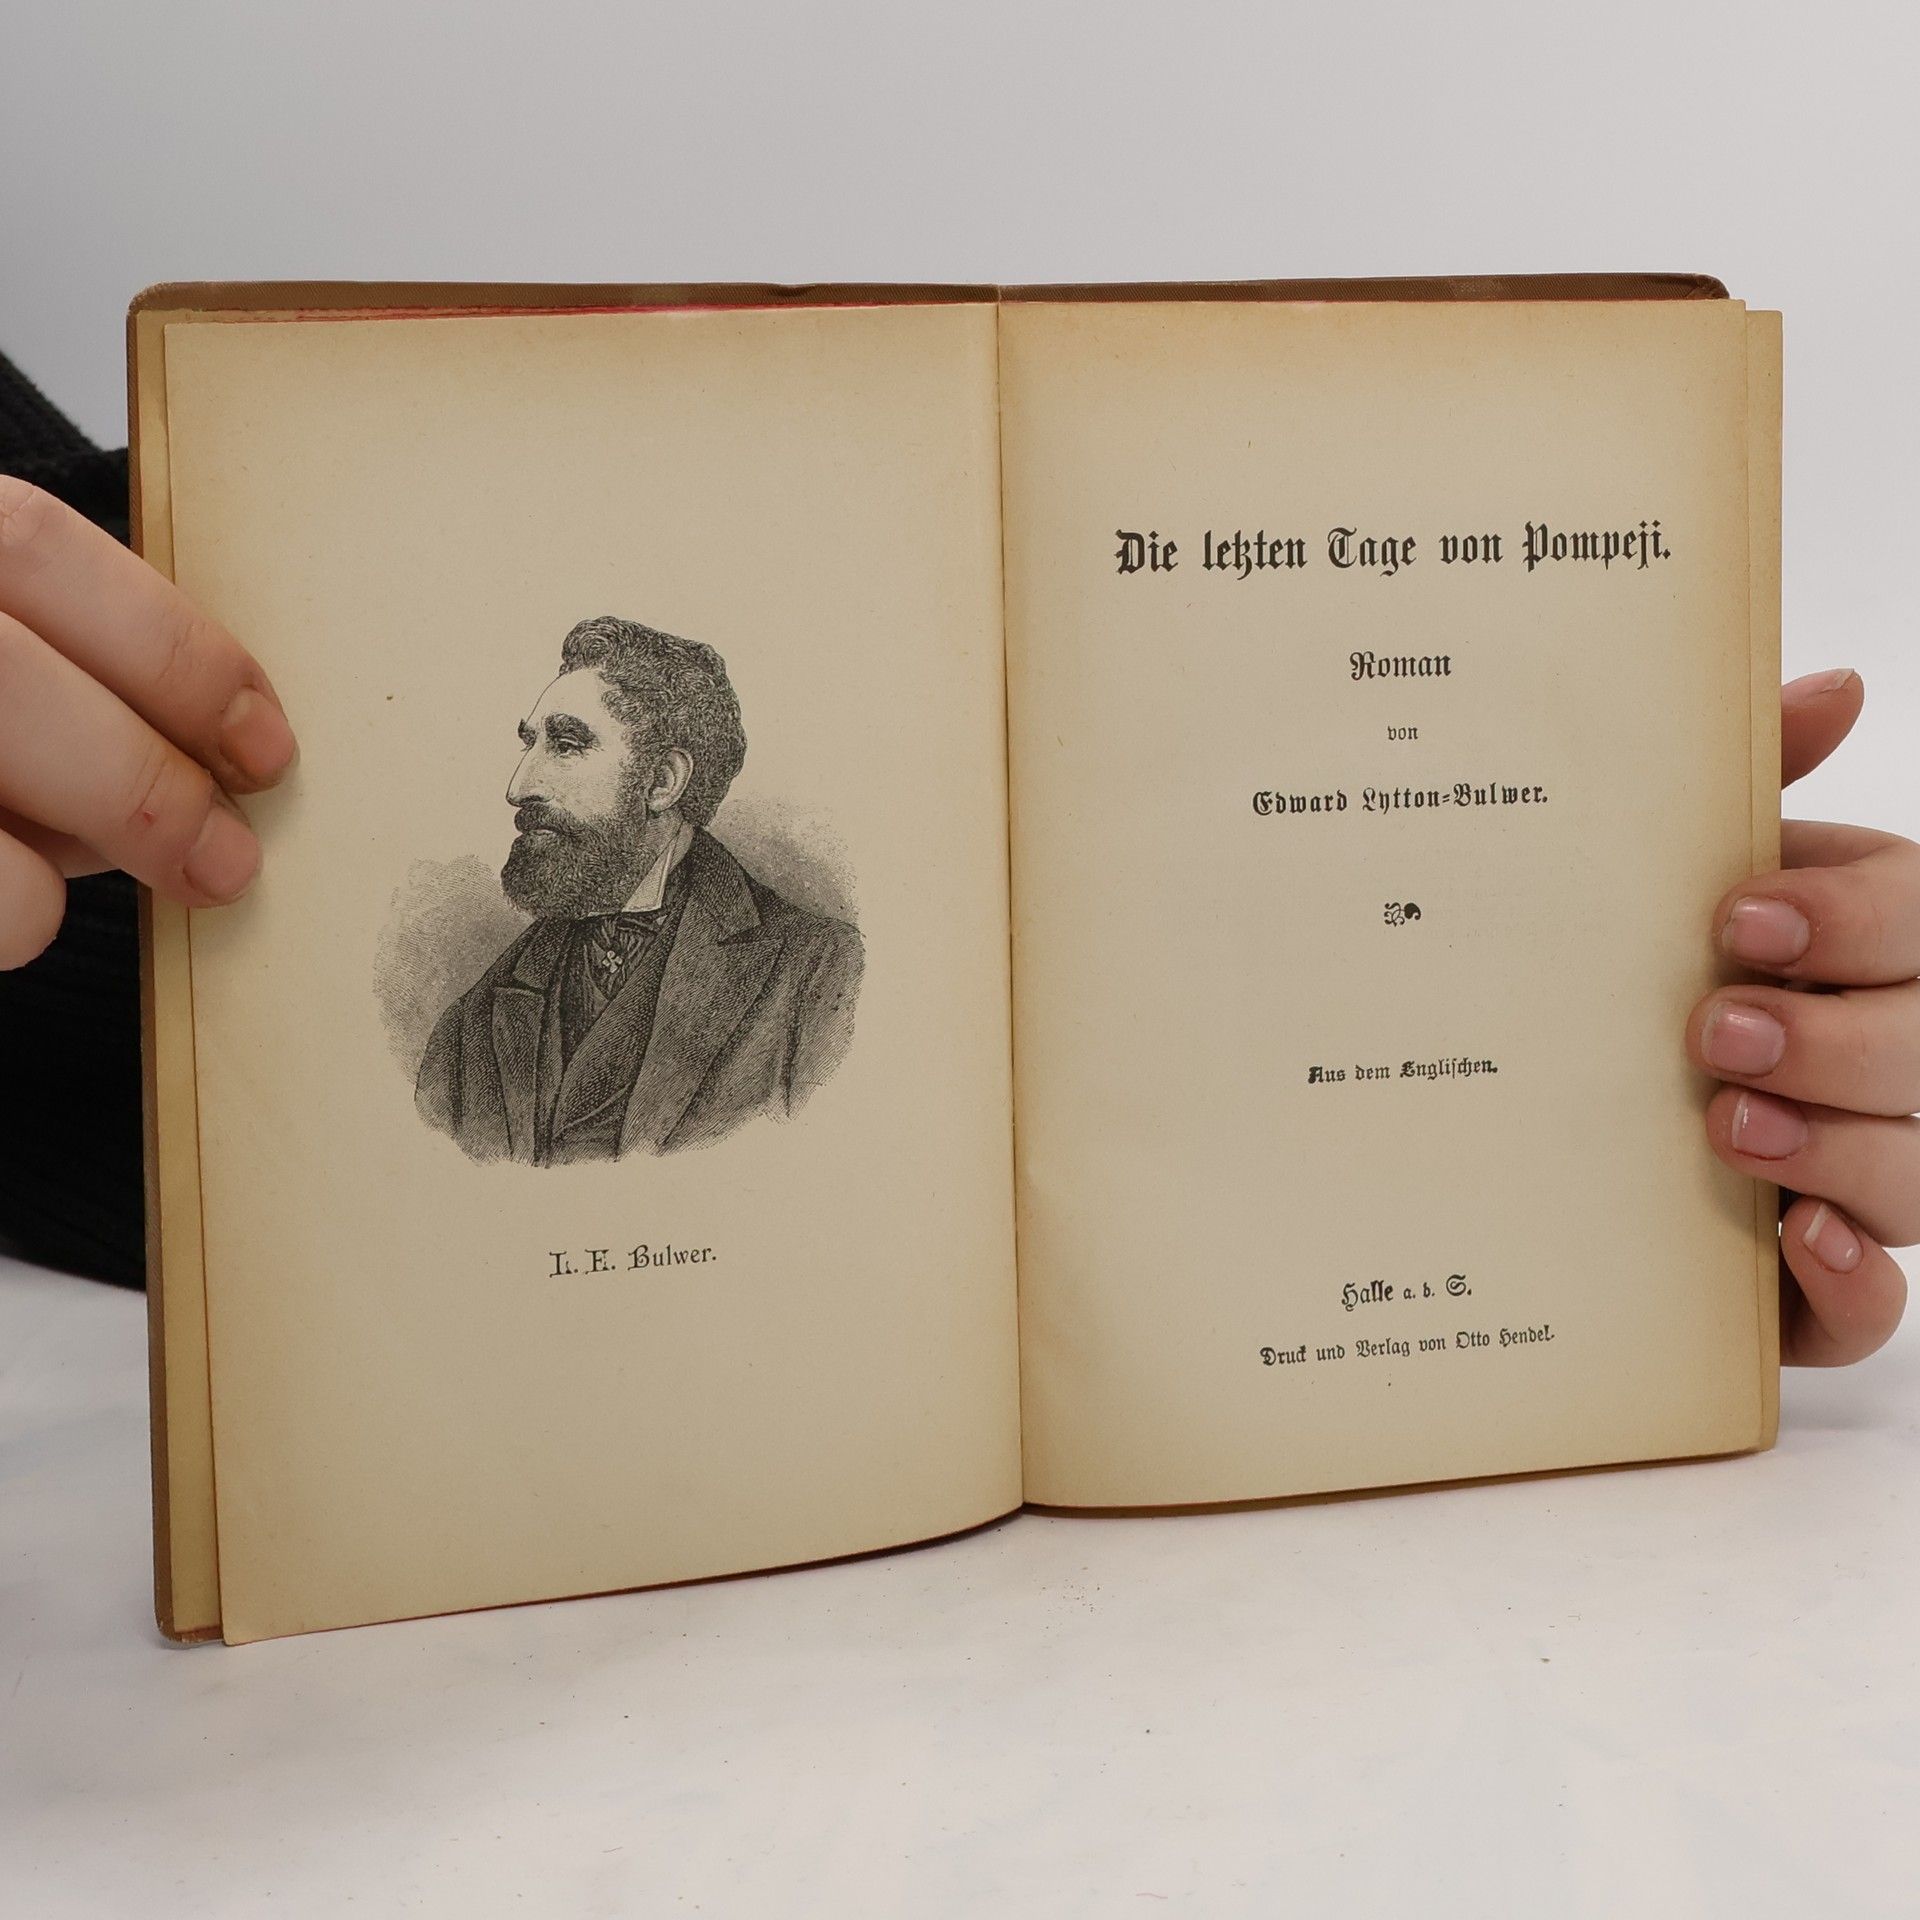 L. E. Bulwer.
Die letzten Tage von Pompeji.
Roman
von
Edward Lytton-Bulwer.
Aus dem Engliſchen.
Halle a. d. S.
Druck und Verlag von Otto Hendel.